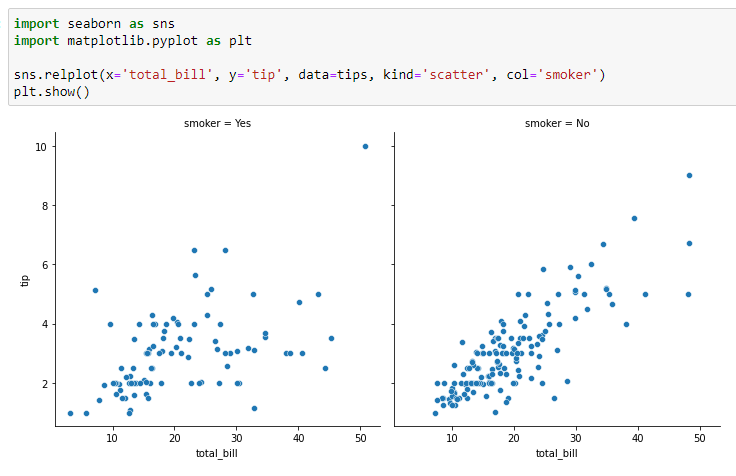 import seaborn as sns
import matplotlib.pyplot as plt
sns.relplot(x='total_bill', y='tip', data=tips, kind='scatter', col='smoker')
plt.show()
smoker = Yes
smoker = No
10
8
6
4
2
tip
10
20
30
40
50
total_bill
10
20
30
40
50
total_bill